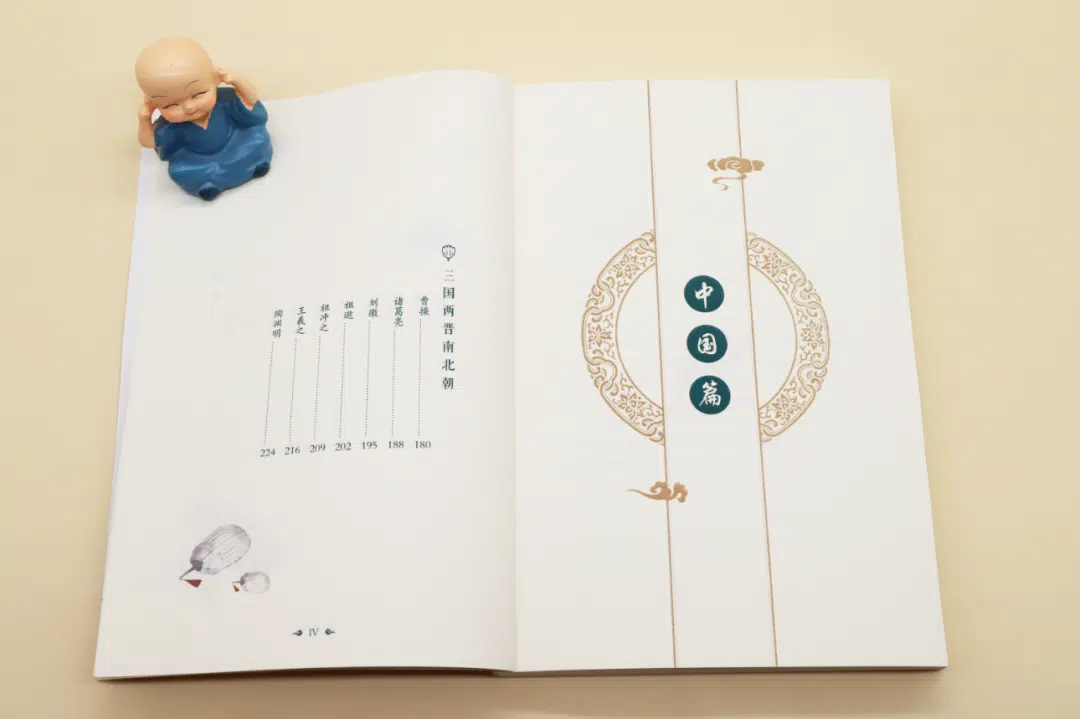 三国两晋南北朝
曹操 180
诸葛亮 188
刘徽 195
祖逖 202
祖冲之 209
王羲之 216
陶渊明 224
IV
中国篇